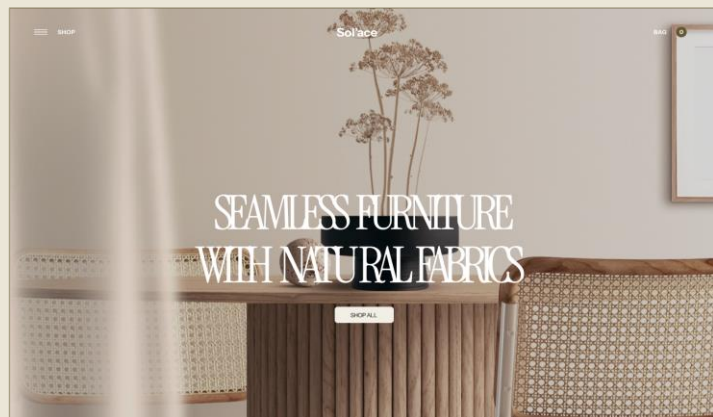 SHOP
Sol'ace
BAG 0
SEAMLESS FURNITURE
WITH NATURAL FABRICS
SHOP ALL